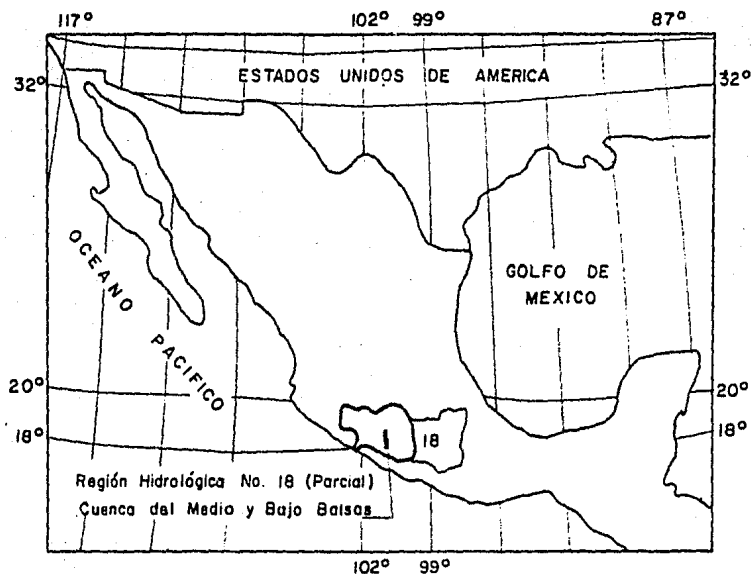 117° 102° 99° 87°
ESTADOS UNIDOS DE AMERICA
32° 32°
OCEANO PACIFICO
GOLFO DE
MEXICO
20° 20°
18° 18°
I 18
Región Hidrológica No. 18 (Parcial)
Cuenca del Medio y Bajo Balsas
102° 99°